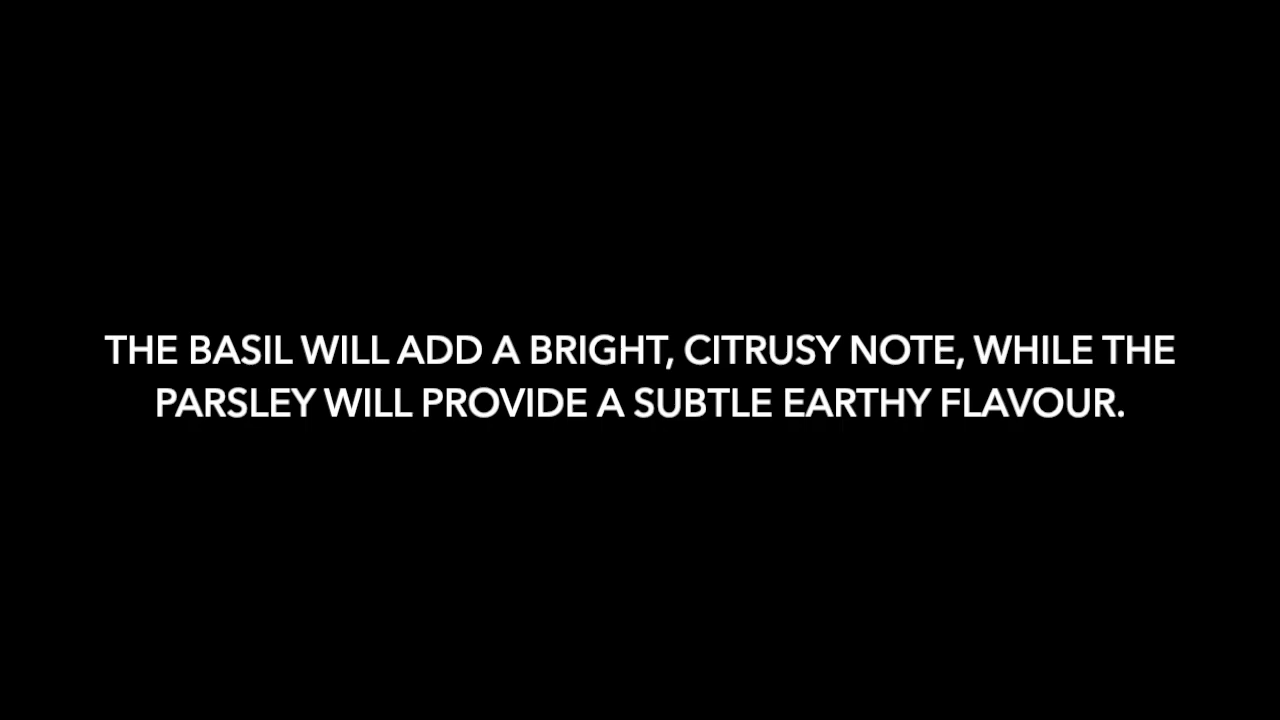 THE BASIL WILL ADD A BRIGHT, CITRUSY NOTE, WHILE THE
PARSLEY WILL PROVIDE A SUBTLE EARTHY FLAVOUR.